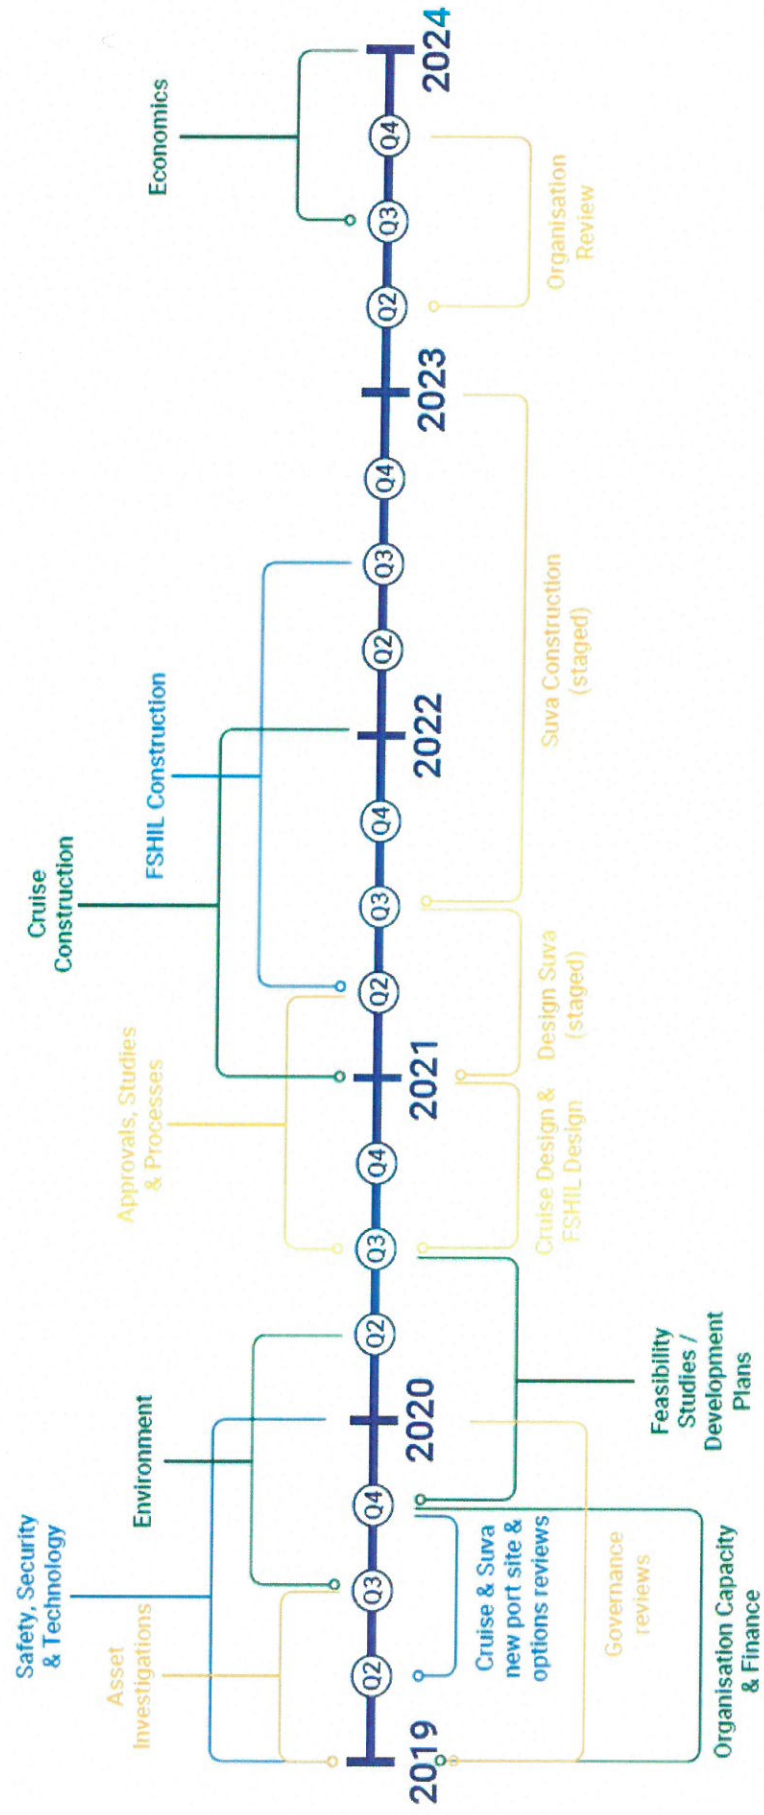 Safety, Security
& Technology
Asset
Investigations
Environment
Approvals, Studies
& Processes
Cruise
Construction
FSHIL Construction
Economics
2019
Q2
Q3
Q4
2020
Q2
Q3
Q4
2021
Q2
Q3
Q4
2022
Q2
Q3
Q4
2023
Q2
Q3
Q4
2024
Cruise & Suva
new port site &
options reviews
Governance
reviews
Organisation Capacity
& Finance
Feasibility
Studies /
Development
Plans
Cruise Design &
FSHIL Design
Design Suva
(staged)
Suva Construction
(staged)
Organisation
Review